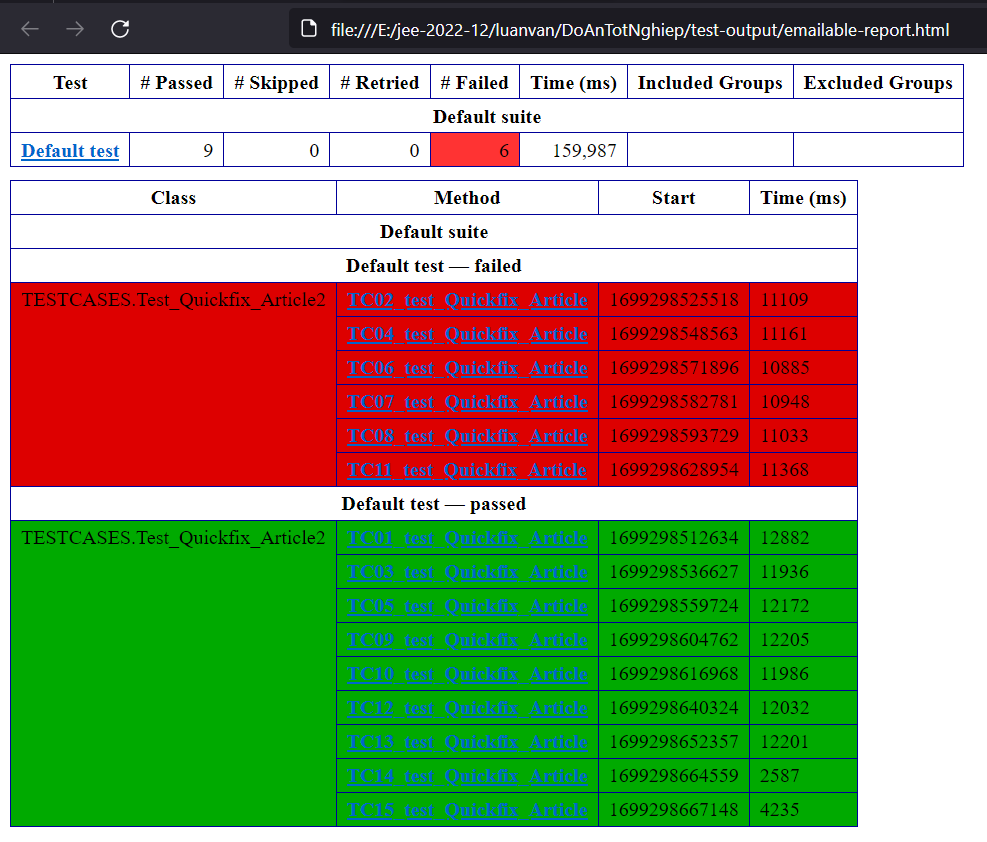 file:///E:/jee-2022-12/luanvan/DoAnTotNghiep/test-output/emailable-report.html
Test # Passed # Skipped # Retried # Failed Time (ms) Included Groups Excluded Groups
Default suite
Default test 9 0 0 6 159,987
Class Method Start Time (ms)
Default suite
Default test — failed
TESTCASES.Test_Quickfix_Article2 TC02_test_Quickfix_Article 1699298525518 11109
TC04_test_Quickfix_Article 1699298548563 11161
TC06_test_Quickfix_Article 1699298571896 10885
TC07_test_Quickfix_Article 1699298582781 10948
TC08_test_Quickfix_Article 1699298593729 11033
TC11_test_Quickfix_Article 1699298628954 11368
Default test — passed
TESTCASES.Test_Quickfix_Article2 TC01_test_Quickfix_Article 1699298512634 12882
TC03_test_Quickfix_Article 1699298536627 11936
TC05_test_Quickfix_Article 1699298559724 12172
TC09_test_Quickfix_Article 1699298604762 12205
TC10_test_Quickfix_Article 1699298616968 11986
TC12_test_Quickfix_Article 1699298640324 12032
TC13_test_Quickfix_Article 1699298652357 12201
TC14_test_Quickfix_Article 1699298664559 2587
TC15_test_Quickfix_Article 1699298667148 4235